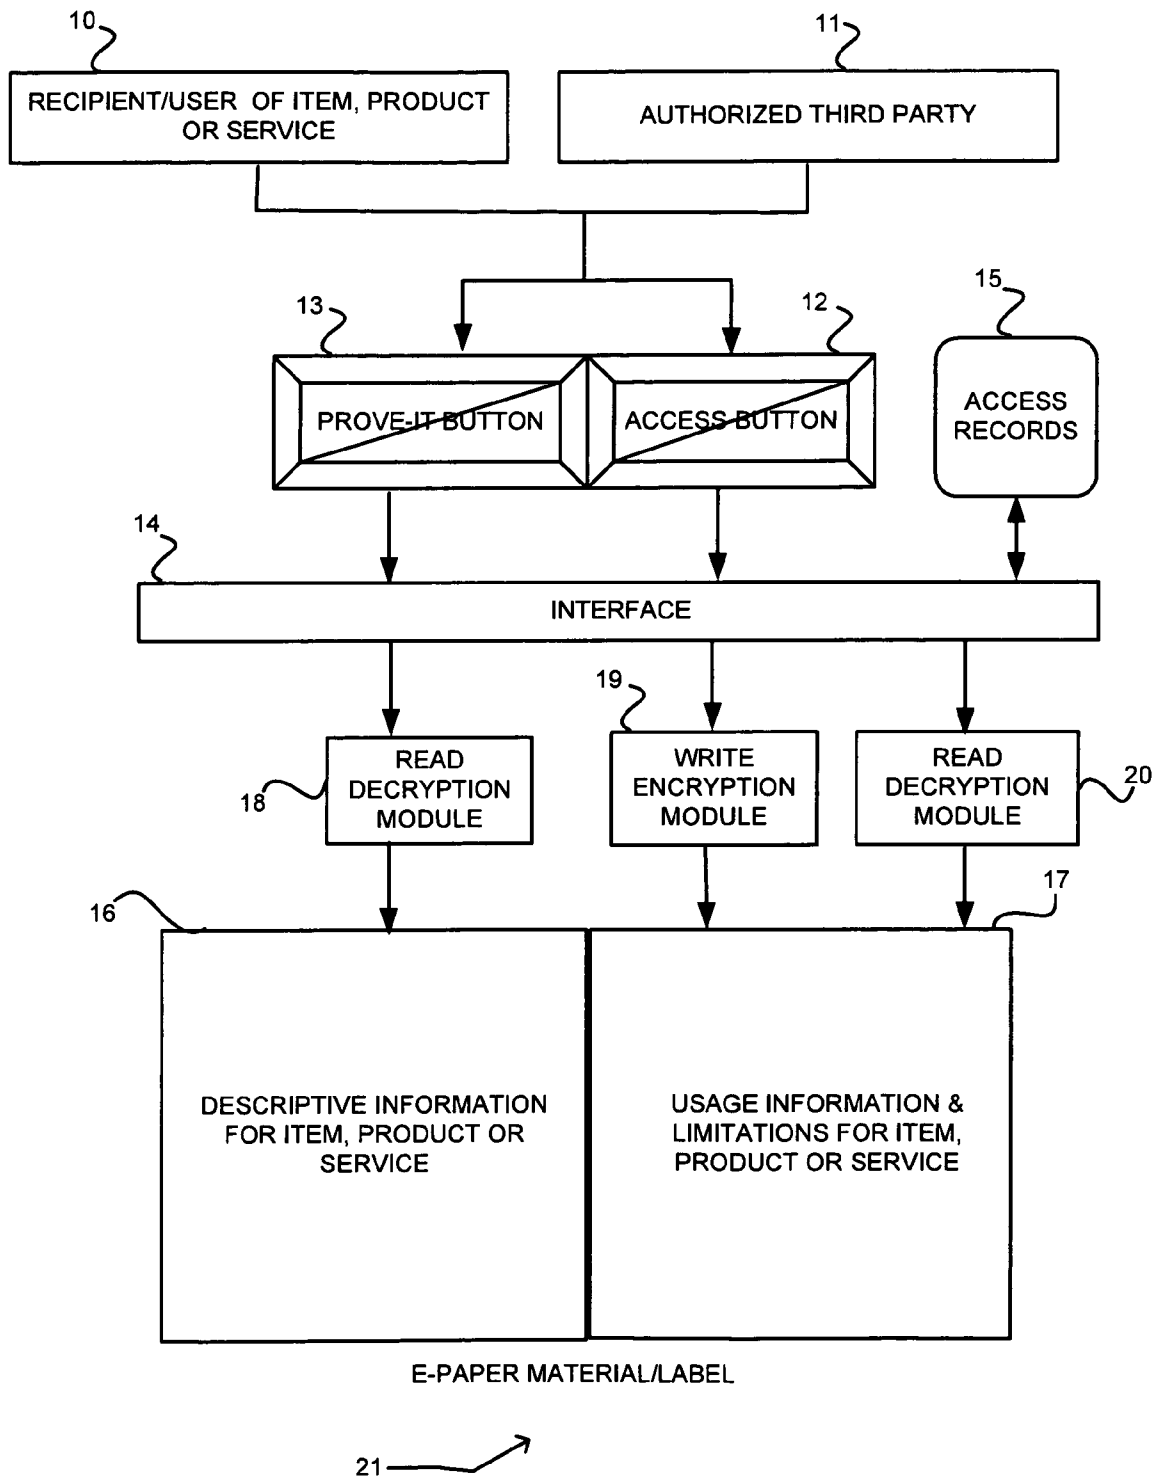 10
11
RECIPIENT/USER OF ITEM, PRODUCT
OR SERVICE
AUTHORIZED THIRD PARTY
13
12
15
PROVE-IT BUTTON
ACCESS BUTTON
ACCESS
RECORDS
14
INTERFACE
19
READ
DECRYPTION
MODULE
WRITE
ENCRYPTION
MODULE
READ
DECRYPTION
MODULE
18
20
16
17
DESCRIPTIVE INFORMATION
FOR ITEM, PRODUCT OR
SERVICE
USAGE INFORMATION &
LIMITATIONS FOR ITEM,
PRODUCT OR SERVICE
E-PAPER MATERIAL/LABEL
21